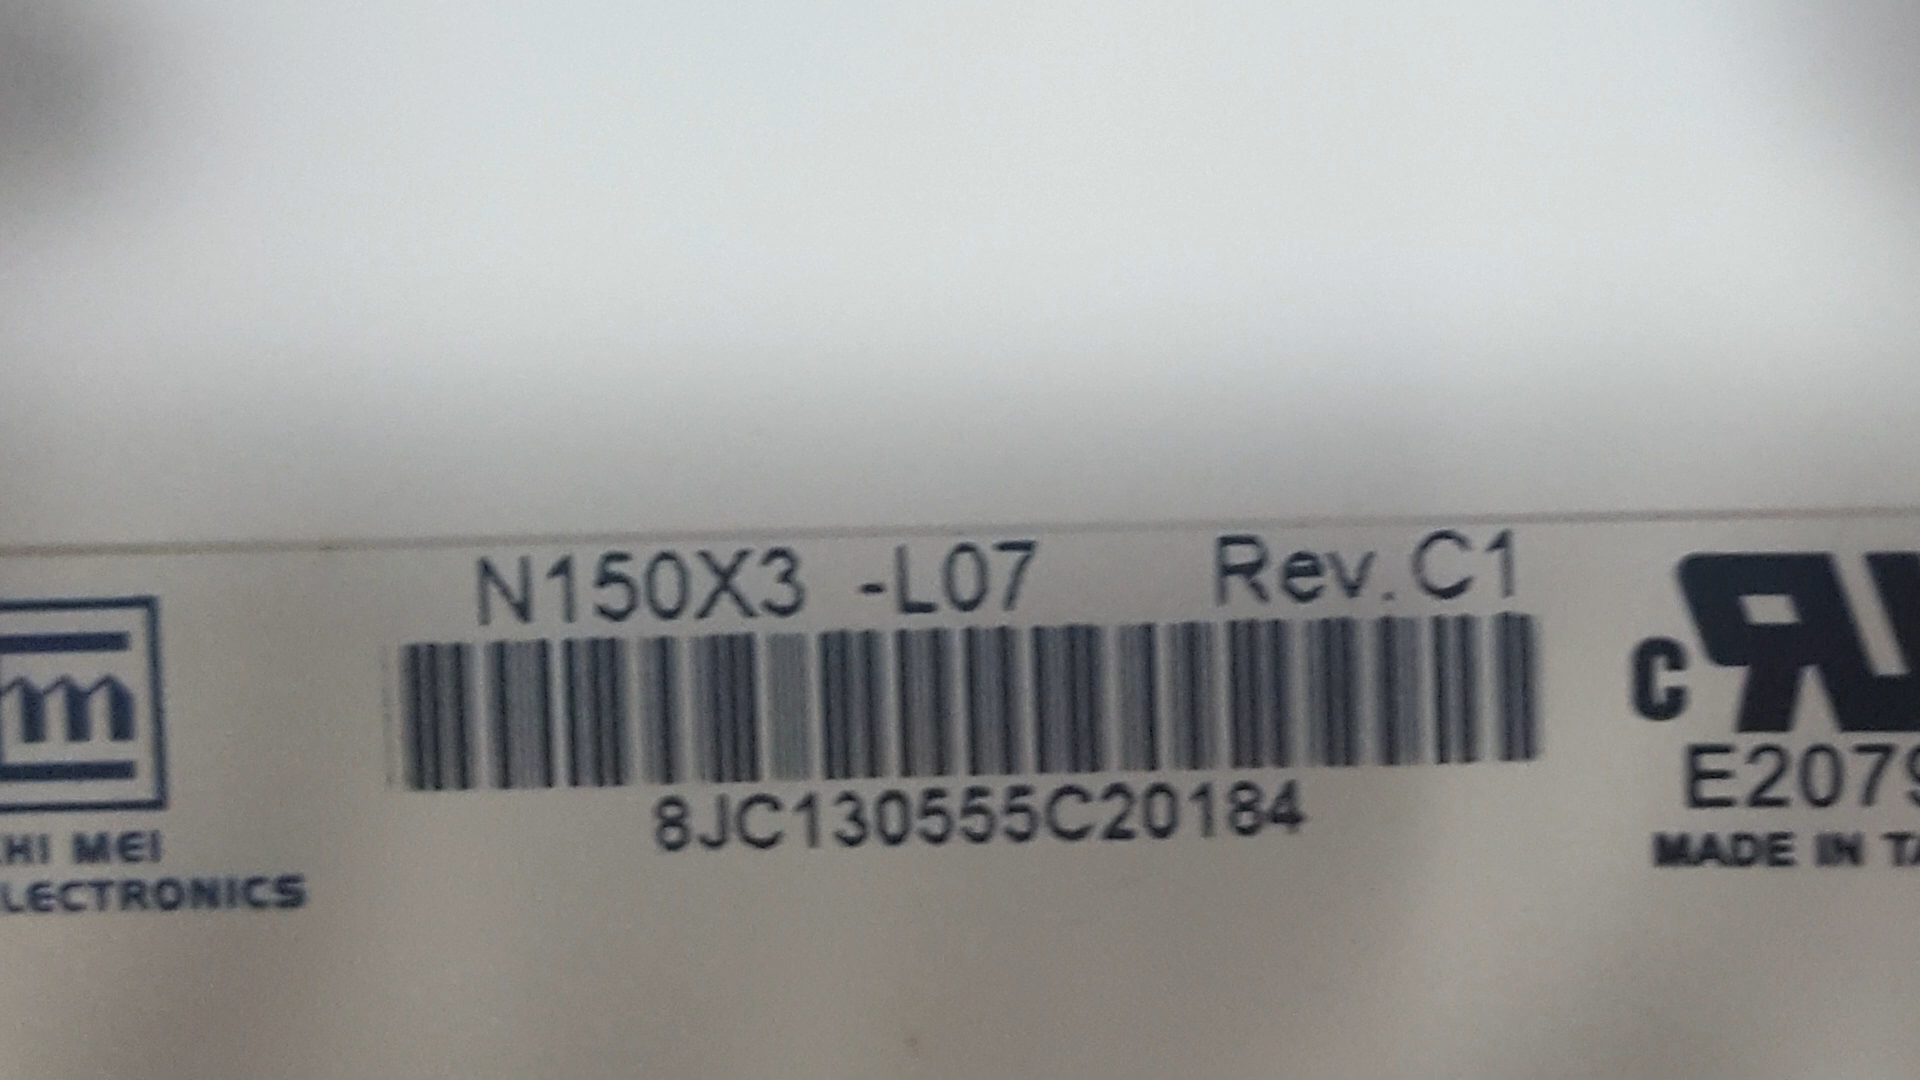 N150X3 -L07 Rev.C1
8JC130555C20184
HI MEI
LECTRONICS
c
E2079
MADE IN TA